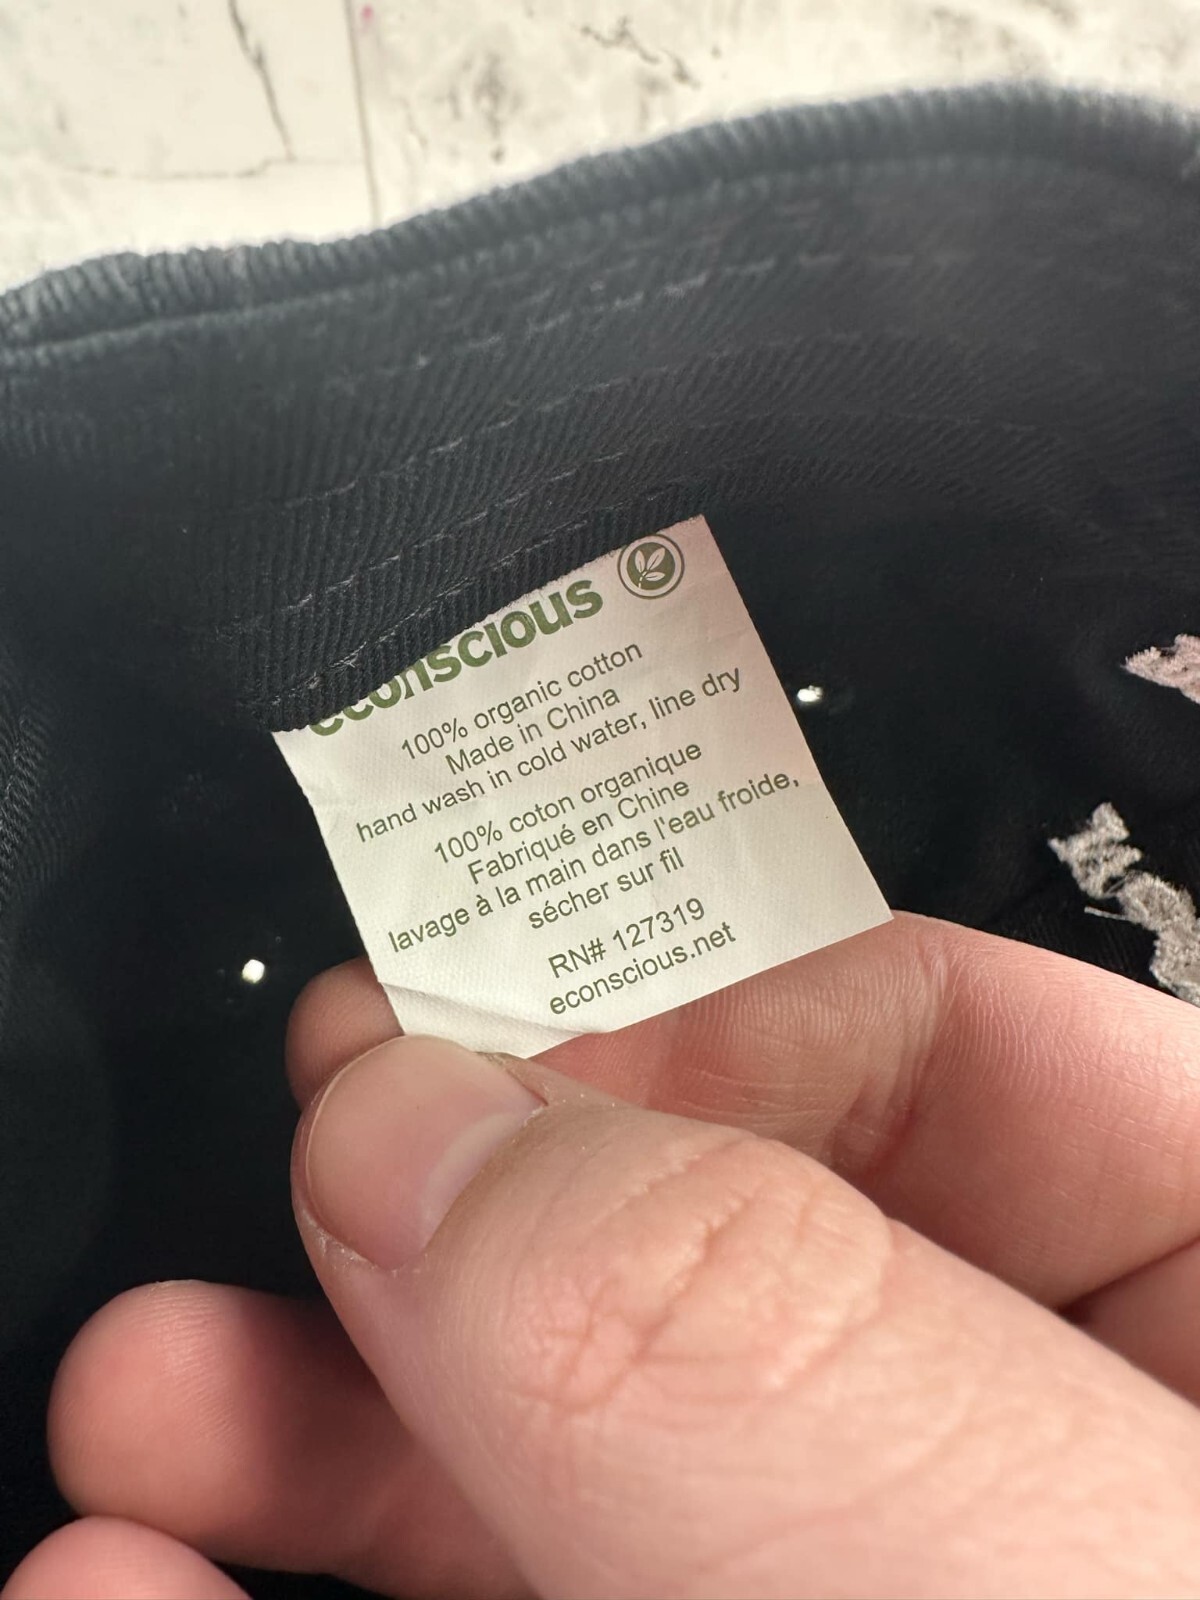 econscious
100% organic cotton
Made in China
hand wash in cold water, line dry
100% coton organique
Fabriqué en Chine
lavage à la main dans l'eau froide,
sécher sur fil
RN# 127319
econscious.net